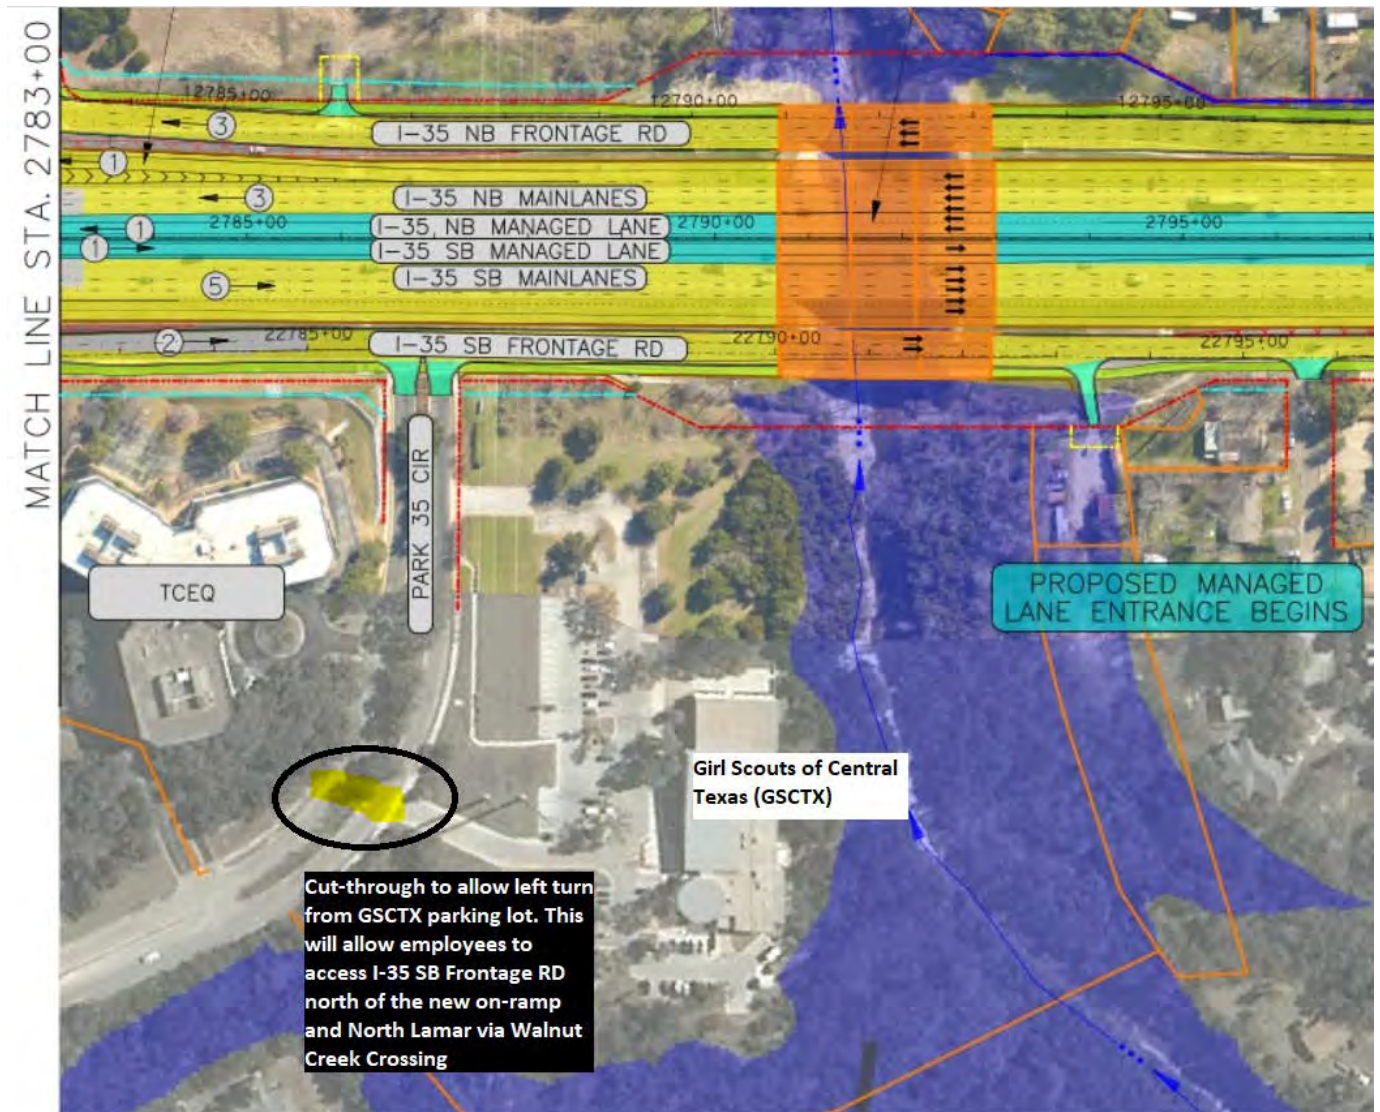 MATCH LINE STA. 27783+00
12785+00
12790+00
12795+00
3
I-35 NB FRONTAGE RD
1
3
I-35 NB MAINLANES
2785+00
1
I-35 NB MANAGED LANE
2790+00
2795+00
1
I-35 SB MANAGED LANE
5
I-35 SB MAINLANES
22785+00
2
I-35 SB FRONTAGE RD
22790+00
22795+00
PARK 35 CIR
TCEQ
PROPOSED MANAGED
LANE ENTRANCE BEGINS
Girl Scouts of Central
Texas (GSCTX)
Cut-through to allow left turn
from GSCTX parking lot. This
will allow employees to
access I-35 SB Frontage RD
north of the new on-ramp
and North Lamar via Walnut
Creek Crossing